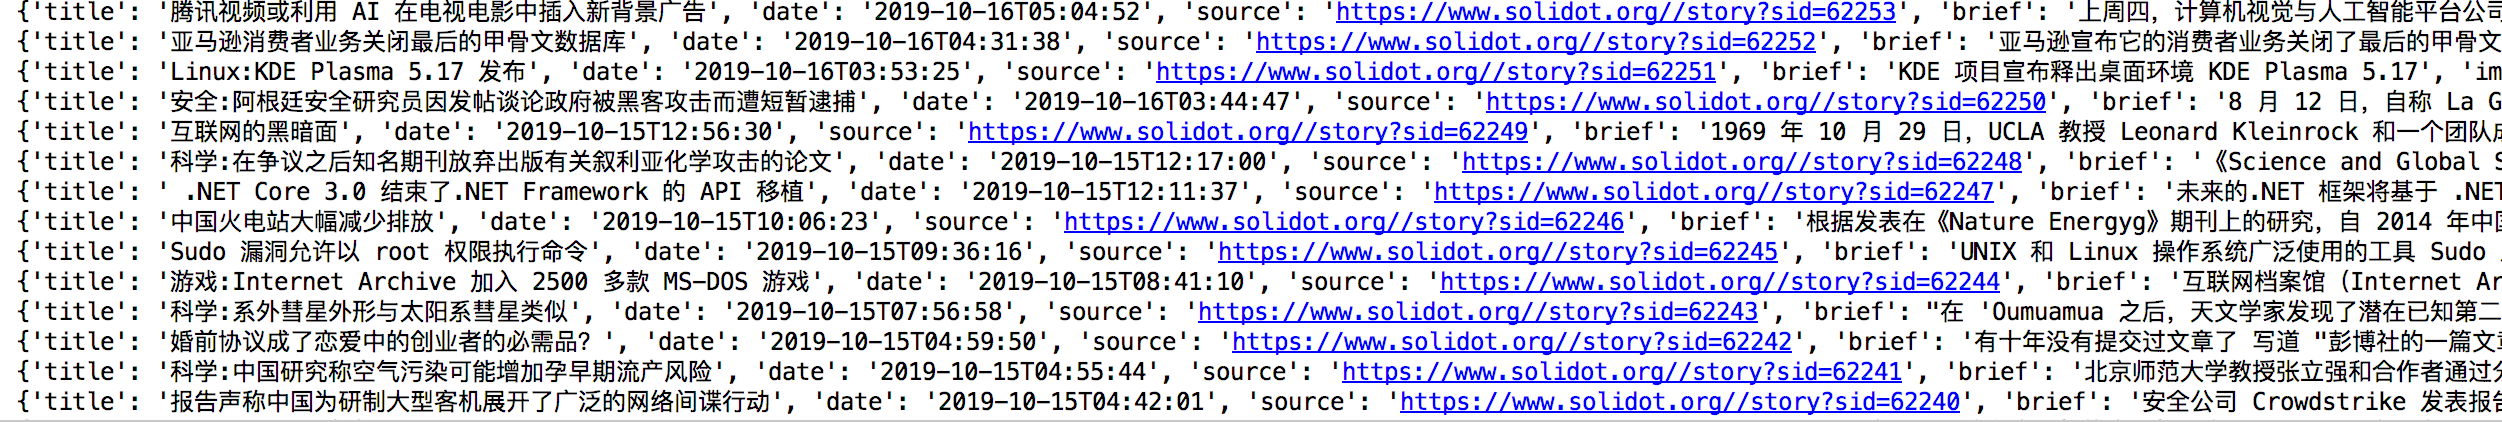 {'title': '腾讯视频或利用 AI 在电视电影中插入新背景广告', 'date': '2019-10-16T05:04:52', 'source': 'https://www.solidot.org//story?sid=62253', 'brief': '上周四，计算机视觉与人工智能平台公司
{'title': '亚马逊消费者业务关闭最后的甲骨文数据库', 'date': '2019-10-16T04:31:38', 'source': 'https://www.solidot.org//story?sid=62252', 'brief': '亚马逊宣布它的消费者业务关闭了最后的甲骨文
{'title': 'Linux:KDE Plasma 5.17 发布', 'date': '2019-10-16T03:53:25', 'source': 'https://www.solidot.org//story?sid=62251', 'brief': 'KDE 项目宣布释出桌面环境 KDE Plasma 5.17', 'im
{'title': '安全:阿根廷安全研究员因发帖谈论政府被黑客攻击而遭短暂逮捕', 'date': '2019-10-16T03:44:47', 'source': 'https://www.solidot.org//story?sid=62250', 'brief': '8 月 12 日，自称 La G
{'title': '互联网的黑暗面', 'date': '2019-10-15T12:56:30', 'source': 'https://www.solidot.org//story?sid=62249', 'brief': '1969 年 10 月 29 日，UCLA 教授 Leonard Kleinrock 和一个团队成
{'title': '科学:在争议之后知名期刊放弃出版有关叙利亚化学攻击的论文', 'date': '2019-10-15T12:17:00', 'source': 'https://www.solidot.org//story?sid=62248', 'brief': '《Science and Global S
{'title': ' .NET Core 3.0 结束了.NET Framework 的 API 移植', 'date': '2019-10-15T12:11:37', 'source': 'https://www.solidot.org//story?sid=62247', 'brief': '未来的.NET 框架将基于 .NET
{'title': '中国火电站大幅减少排放', 'date': '2019-10-15T10:06:23', 'source': 'https://www.solidot.org//story?sid=62246', 'brief': '根据发表在《Nature Energyg》期刊上的研究，自 2014 年中国
{'title': 'Sudo 漏洞允许以 root 权限执行命令', 'date': '2019-10-15T09:36:16', 'source': 'https://www.solidot.org//story?sid=62245', 'brief': 'UNIX 和 Linux 操作系统广泛使用的工具 Sudo
{'title': '游戏:Internet Archive 加入 2500 多款 MS-DOS 游戏', 'date': '2019-10-15T08:41:10', 'source': 'https://www.solidot.org//story?sid=62244', 'brief': '互联网档案馆（Internet Ar
{'title': '科学:系外彗星外形与太阳系彗星类似', 'date': '2019-10-15T07:56:58', 'source': 'https://www.solidot.org//story?sid=62243', 'brief': "在 'Oumuamua 之后，天文学家发现了潜在已知第二
{'title': '婚前协议成了恋爱中的创业者的必需品？', 'date': '2019-10-15T04:59:50', 'source': 'https://www.solidot.org//story?sid=62242', 'brief': '有十年没有提交过文章了 写道 "彭博社的一篇文章
{'title': '科学:中国研究称空气污染可能增加孕早期流产风险', 'date': '2019-10-15T04:55:44', 'source': 'https://www.solidot.org//story?sid=62241', 'brief': '北京师范大学教授张立强和合作者通过分
{'title': '报告声称中国为研制大型客机展开了广泛的网络间谍行动', 'date': '2019-10-15T04:42:01', 'source': 'https://www.solidot.org//story?sid=62240', 'brief': '安全公司 Crowdstrike 发表报告